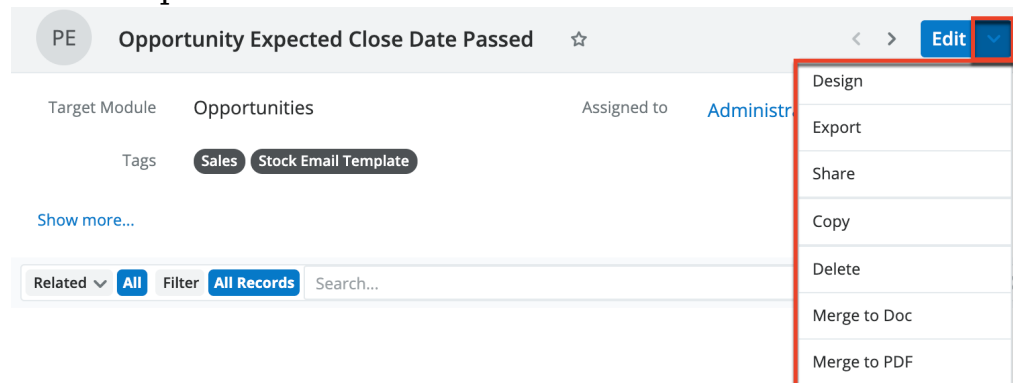 PE Opportunity Expected Close Date Passed Edit
Design
Target Module Opportunities Assigned to Administr
Export
Tags Sales Stock Email Template
Share
Show more...
Copy
Delete
Related All Filter All Records Search...
Merge to Doc
Merge to PDF